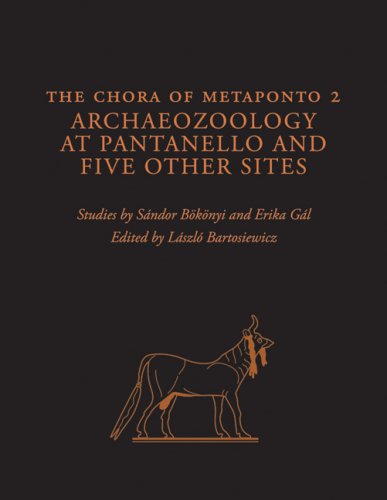 THE CHORA OF METAPONTO 2
ARCHAEOZOOLOGY
AT PANTANELLO AND
FIVE OTHER SITES
Studies by Sándor Bökönyi and Erika Gál
Edited by László Bartosiewicz